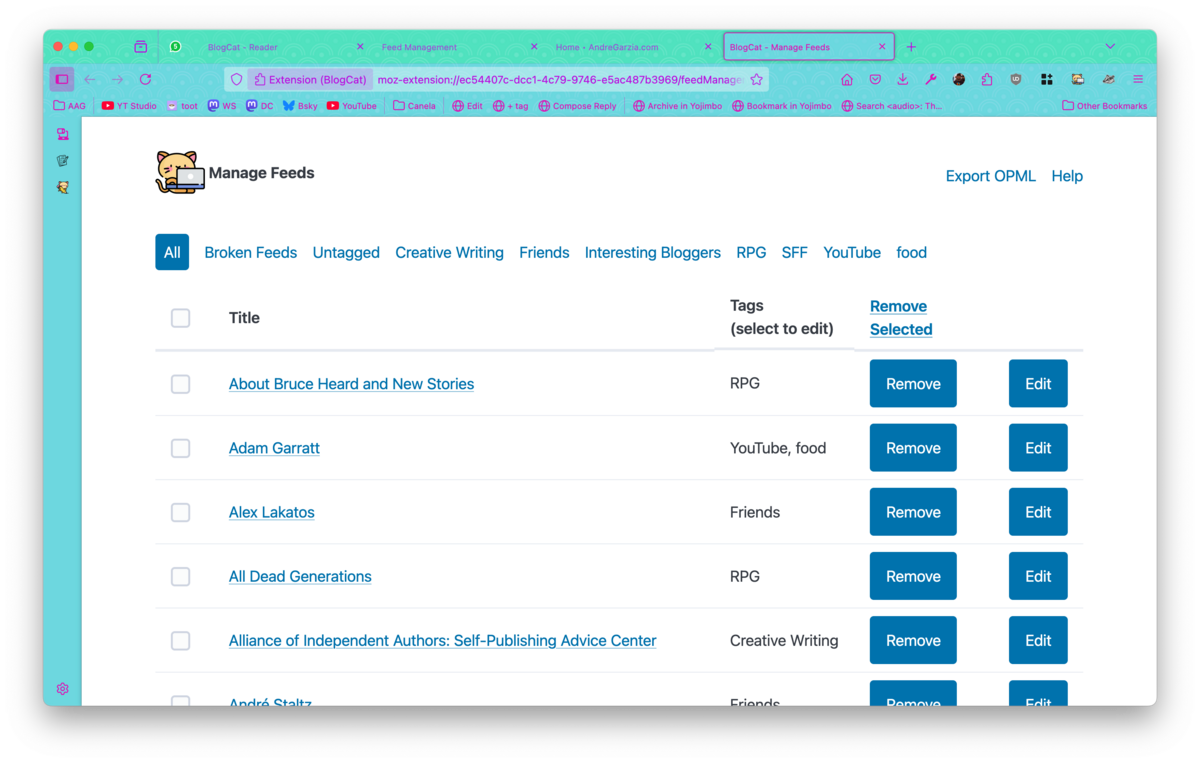 5 BlogCat - Reader Feed Management Home • AndreGarzia.com BlogCat - Manage Feeds
Extension (BlogCat) moz-extension://ec54407c-dcc1-4c79-9746-e5ac487b3969/feedManage
AAG YT Studio toot WS DC Bsky YouTube Canela Edit + tag Compose Reply Archive in Yojimbo Bookmark in Yojimbo Search <audio>: Th... Other Bookmarks
Manage Feeds
Export OPML Help
All Broken Feeds Untagged Creative Writing Friends Interesting Bloggers RPG SFF YouTube food
Title
Tags
(select to edit)
Remove
Selected
About Bruce Heard and New Stories RPG Remove Edit
Adam Garratt YouTube, food Remove Edit
Alex Lakatos Friends Remove Edit
All Dead Generations RPG Remove Edit
Alliance of Independent Authors: Self-Publishing Advice Center Creative Writing Remove Edit
André Staltz Friends Remove Edit